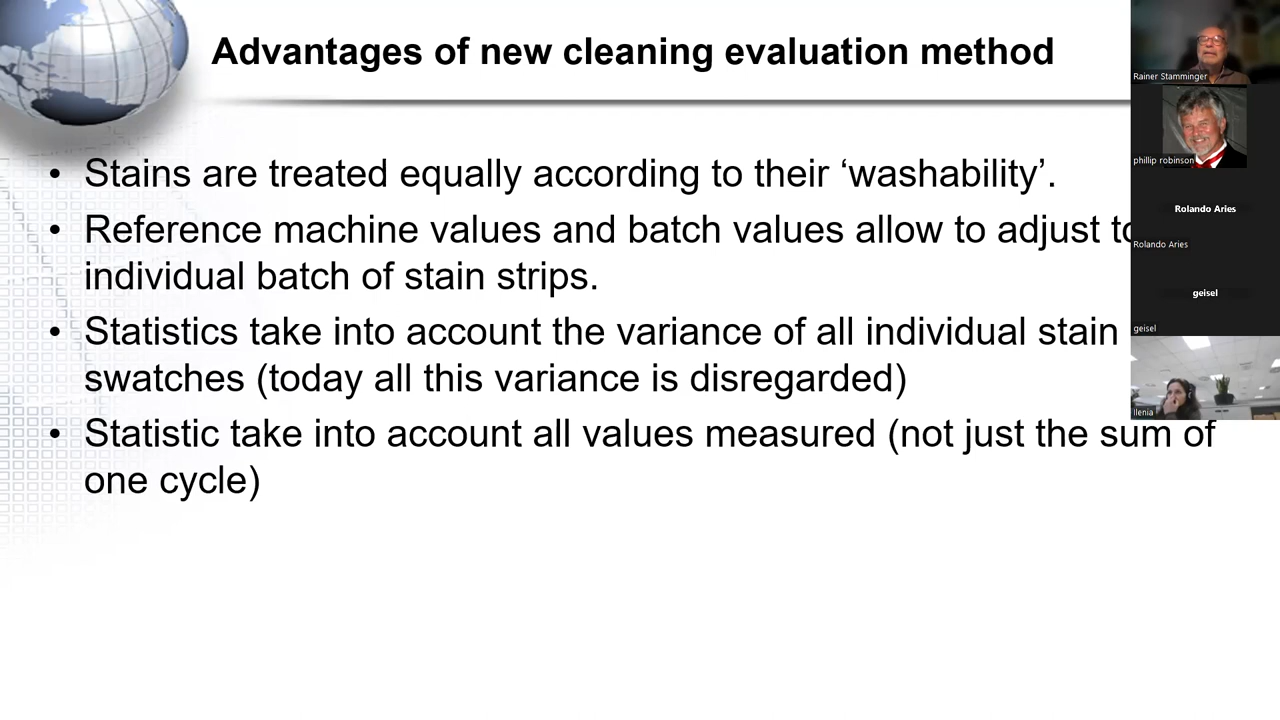 Advantages of new cleaning evaluation method
• Stains are treated equally according to their ‘washability’.
• Reference machine values and batch values allow to adjust to
individual batch of stain strips.
• Statistics take into account the variance of all individual stain
swatches (today all this variance is disregarded)
• Statistic take into account all values measured (not just the sum of
one cycle)
Rainer Stamminger
phillip robinson
Rolando Aries
Rolando Aries
geisel
geisel
Ilenia